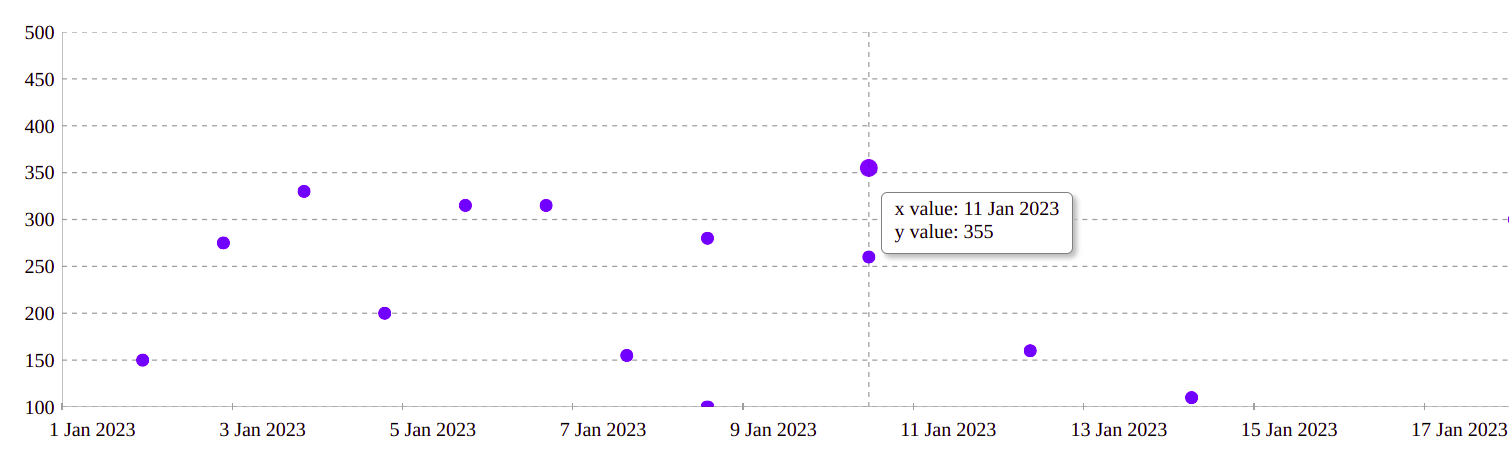 500
450
400
350
300
250
200
150
100
x value: 11 Jan 2023
y value: 355
1 Jan 2023
3 Jan 2023
5 Jan 2023
7 Jan 2023
9 Jan 2023
11 Jan 2023
13 Jan 2023
15 Jan 2023
17 Jan 2023